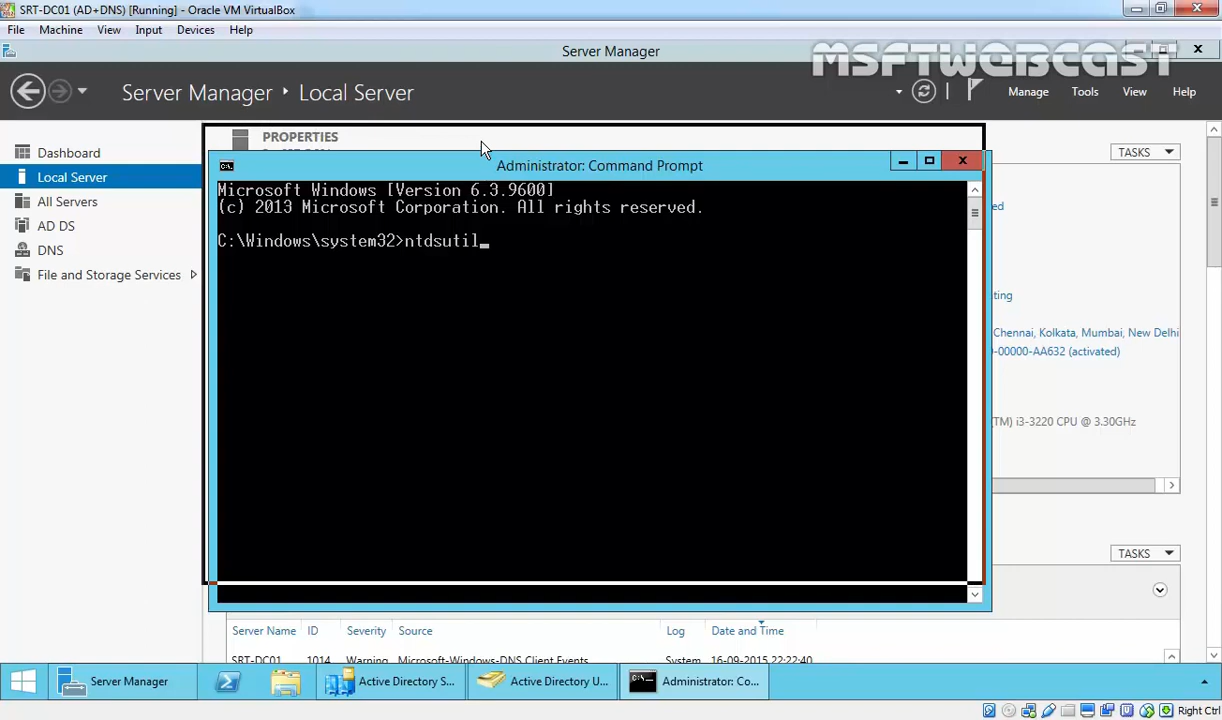 SRT-DC01 (AD+DNS) [Running] - Oracle VM VirtualBox
File Machine View Input Devices Help
Server Manager
MSFTWEBCAST
Server Manager ‣ Local Server
Manage Tools View Help
Dashboard
Local Server
All Servers
AD DS
DNS
File and Storage Services
PROPERTIES
TASKS
Administrator: Command Prompt
Microsoft Windows [Version 6.3.9600]
(c) 2013 Microsoft Corporation. All rights reserved.
C:\Windows\system32>ntdsutil_
Chennai, Kolkata, Mumbai, New Delhi
0-00000-AA632 (activated)
(TM) i3-3220 CPU @ 3.30GHz
TASKS
Server Name ID Severity Source Log Date and Time
SRT-DC01 1014 Warning Microsoft-Windows-DNS Client Events System 16-09-2015 22:22:40
Server Manager
Active Directory S...
Active Directory U...
Administrator: Co...
Right Ctrl